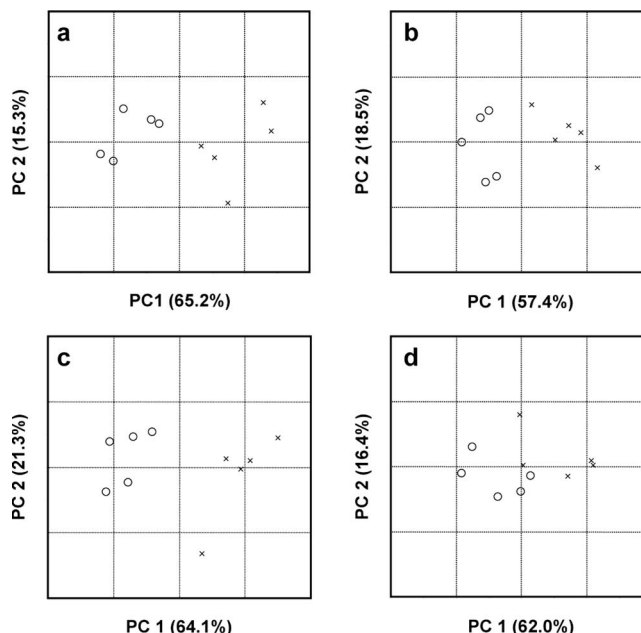 a
PC 2 (15.3%)
PC1 (65.2%)
b
PC 2 (18.5%)
PC 1 (57.4%)
c
PC 2 (21.3%)
PC 1 (64.1%)
d
PC 2 (16.4%)
PC 1 (62.0%)